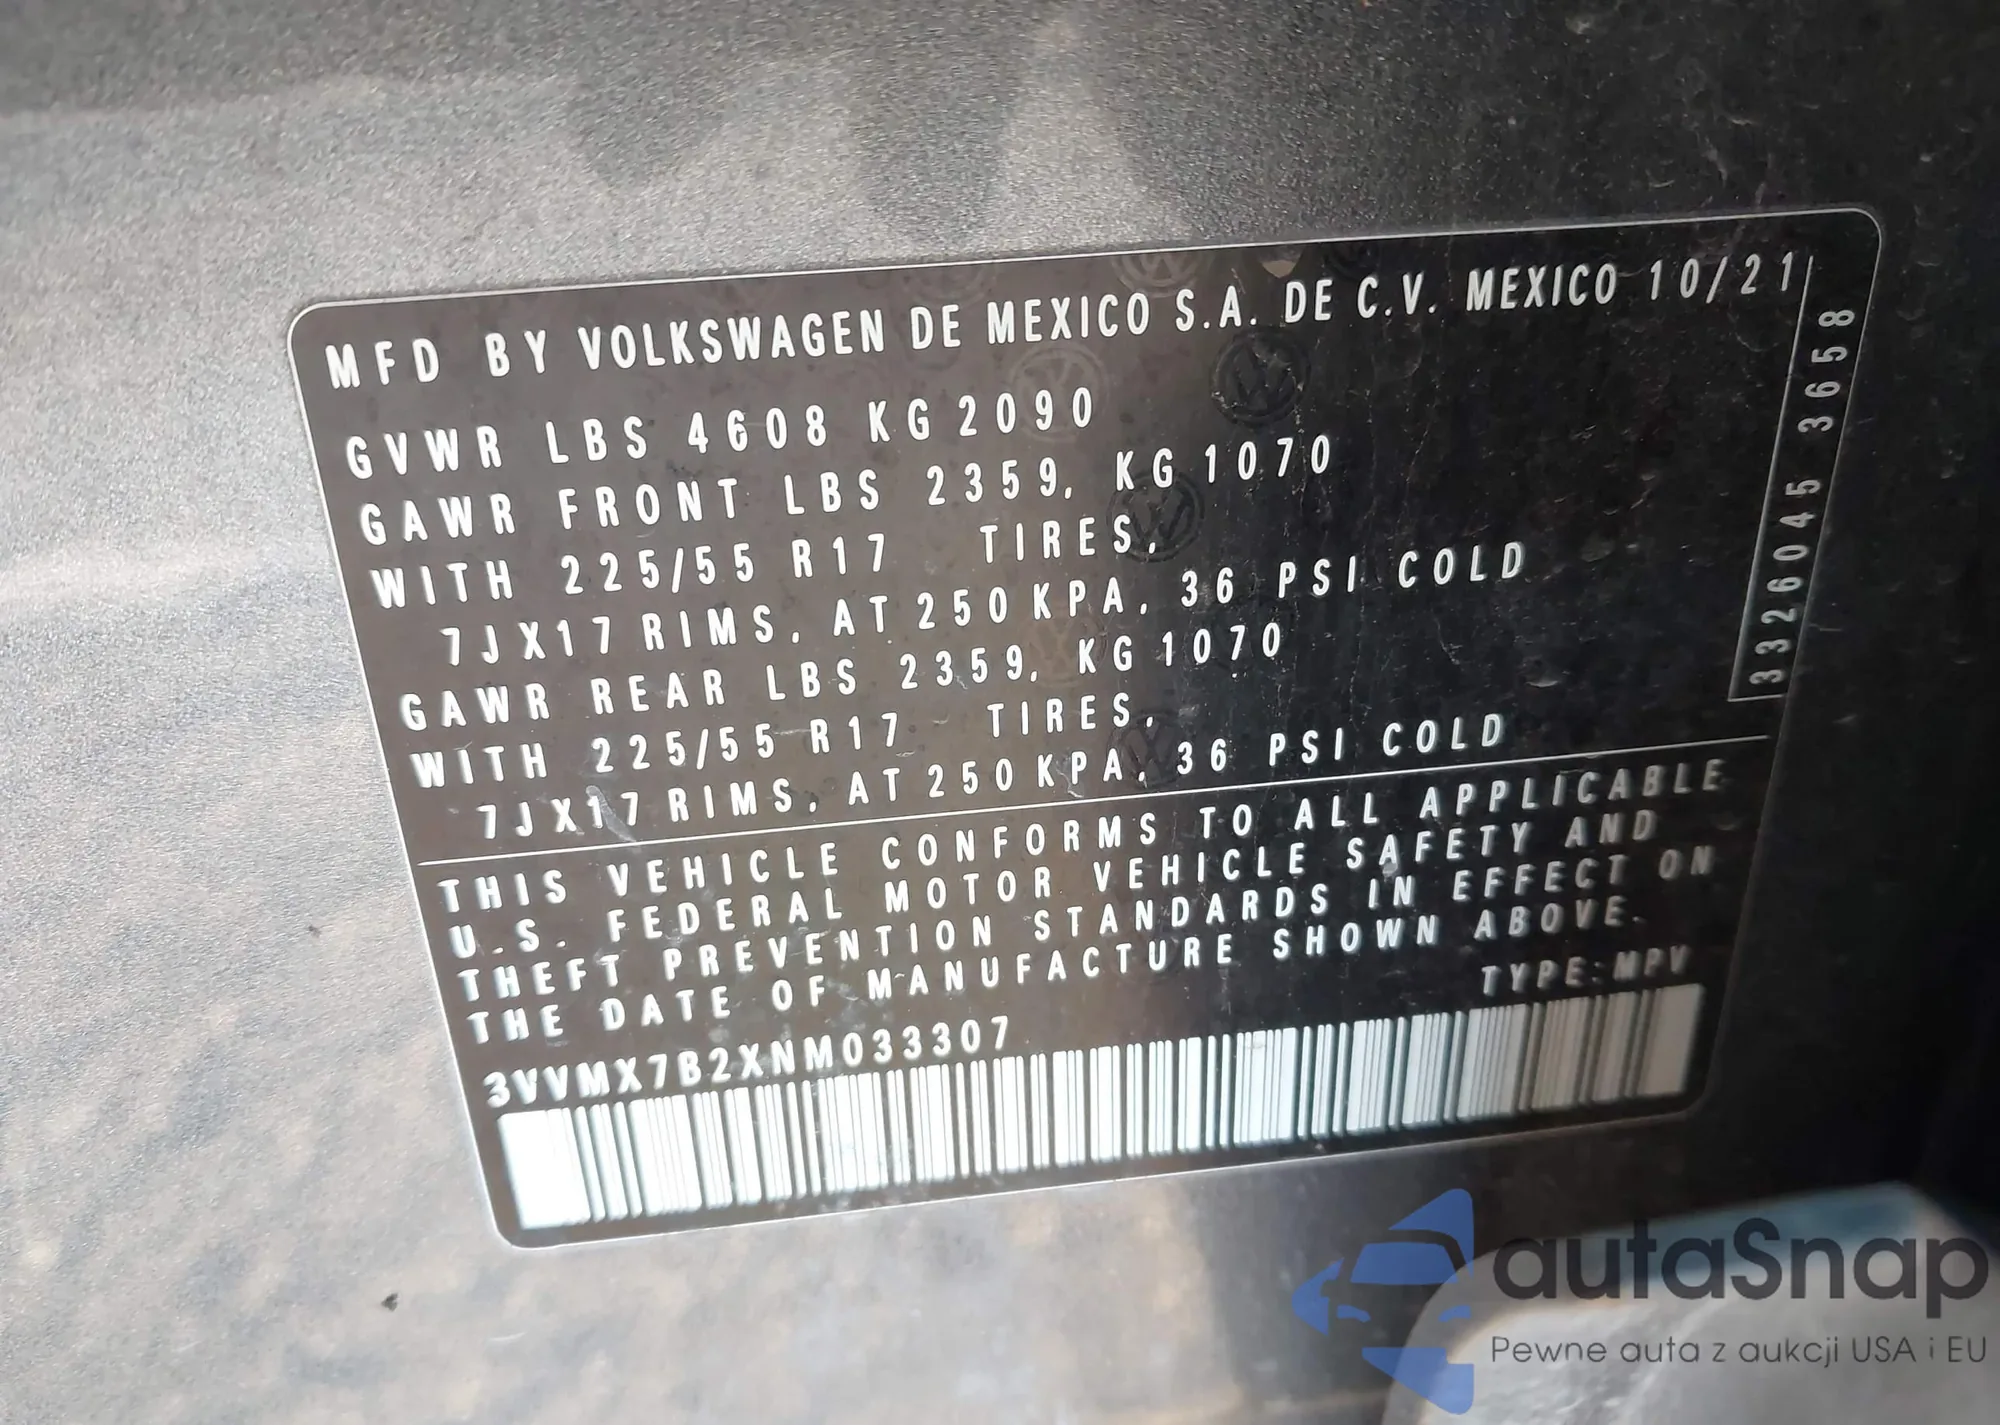 MFD BY VOLKSWAGEN DE MEXICO S.A. DE C.V. MEXICO 10/21
GVWR LBS 4608 KG 2090
GAWR FRONT LBS 2359, KG 1070
WITH 225/55 R17 TIRES,
7JX17 RIMS, AT 250 KPA, 36 PSI COLD
GAWR REAR LBS 2359, KG 1070
WITH 225/55 R17 TIRES,
7JX17 RIMS, AT 250 KPA, 36 PSI COLD
THIS VEHICLE CONFORMS TO ALL APPLICABLE
U.S. FEDERAL MOTOR VEHICLE SAFETY AND
THEFT PREVENTION STANDARDS IN EFFECT ON
THE DATE OF MANUFACTURE SHOWN ABOVE.
TYPE:MPV
3VVMX7B2XNM033307
3326045 3658
autaSnap
Pewne auta z aukcji USA i EU